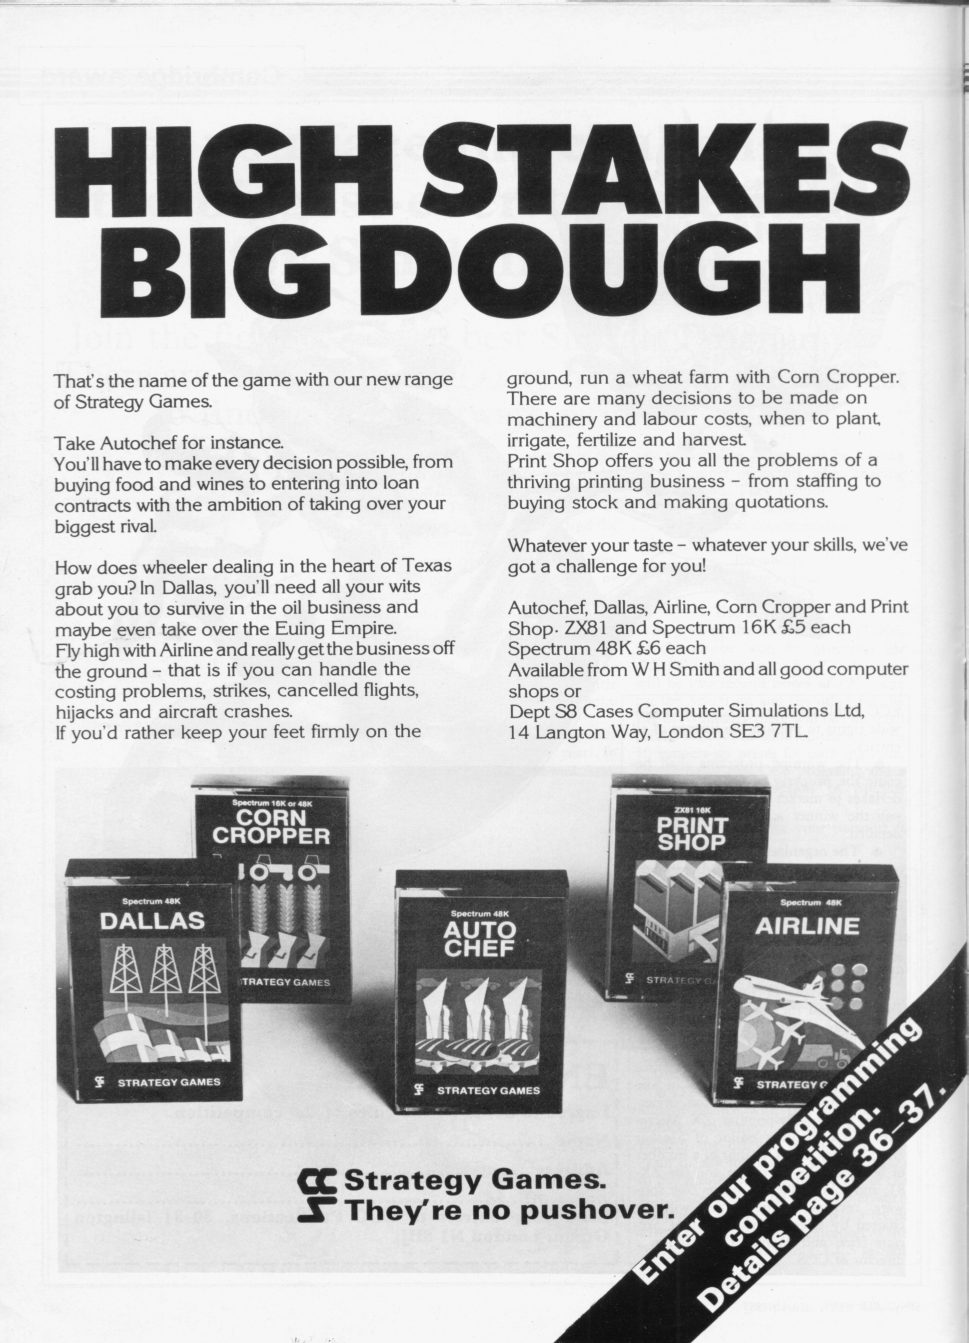 HIGH STAKES
BIG DOUGH
That's the name of the game with our new range
of Strategy Games.
Take Autochef for instance.
You'll have to make every decision possible, from
buying food and wines to entering into loan
contracts with the ambition of taking over your
biggest rival.
How does wheeler dealing in the heart of Texas
grab you? In Dallas, you'll need all your wits
about you to survive in the oil business and
maybe even take over the Euing Empire.
Fly high with Airline and really get the business off
the ground – that is if you can handle the
costing problems, strikes, cancelled flights,
hijacks and aircraft crashes.
If you'd rather keep your feet firmly on the
ground, run a wheat farm with Corn Cropper.
There are many decisions to be made on
machinery and labour costs, when to plant,
irrigate, fertilize and harvest.
Print Shop offers you all the problems of a
thriving printing business – from staffing to
buying stock and making quotations.
Whatever your taste – whatever your skills, we've
got a challenge for you!
Autochef, Dallas, Airline, Corn Cropper and Print
Shop. ZX81 and Spectrum 16K £5 each
Spectrum 48K £6 each
Available from W H Smith and all good computer
shops or
Dept S8 Cases Computer Simulations Ltd,
14 Langton Way, London SE3 7TL
Spectrum 16K or 48K
CORN
CROPPER
STRATEGY GAMES
Spectrum 48K
DALLAS
STRATEGY GAMES
Spectrum 48K
AUTO
CHEF
STRATEGY GAMES
ZX81 16K
PRINT
SHOP
STRATEGY GA
Spectrum 48K
AIRLINE
STRATEGY G
CCS Strategy Games.
They're no pushover.
Enter our programming
competition.
Details page 36–37.